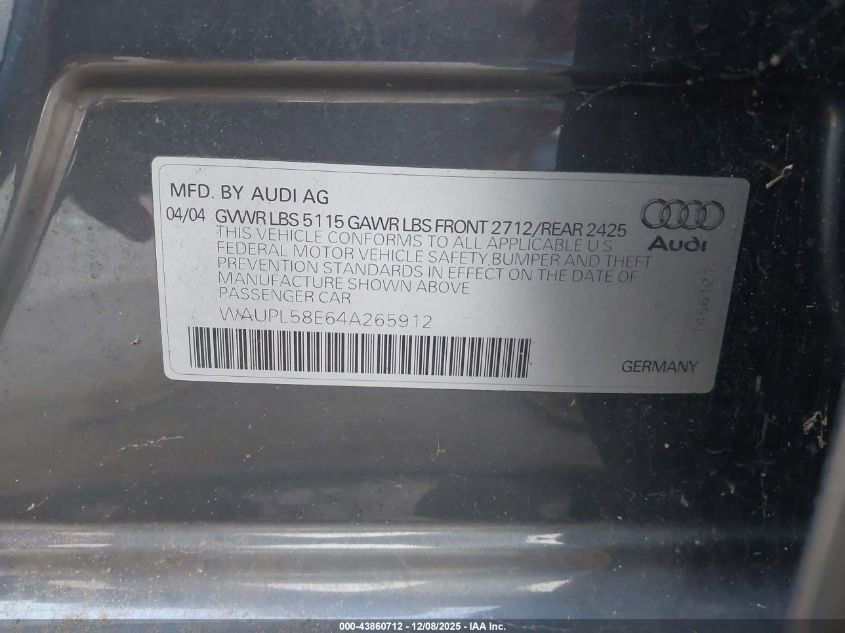 MFD. BY AUDI AG
04/04 GVWR LBS 5115 GAWR LBS FRONT 2712/REAR 2425
THIS VEHICLE CONFORMS TO ALL APPLICABLE U S
FEDERAL MOTOR VEHICLE SAFETY, BUMPER AND THEFT
PREVENTION STANDARDS IN EFFECT ON THE DATE OF
MANUFACTURE SHOWN ABOVE
PASSENGER CAR
WAUPL58E64A265912
Audi
GERMANY
000-43860712 - 12/08/2025 - IAA Inc.